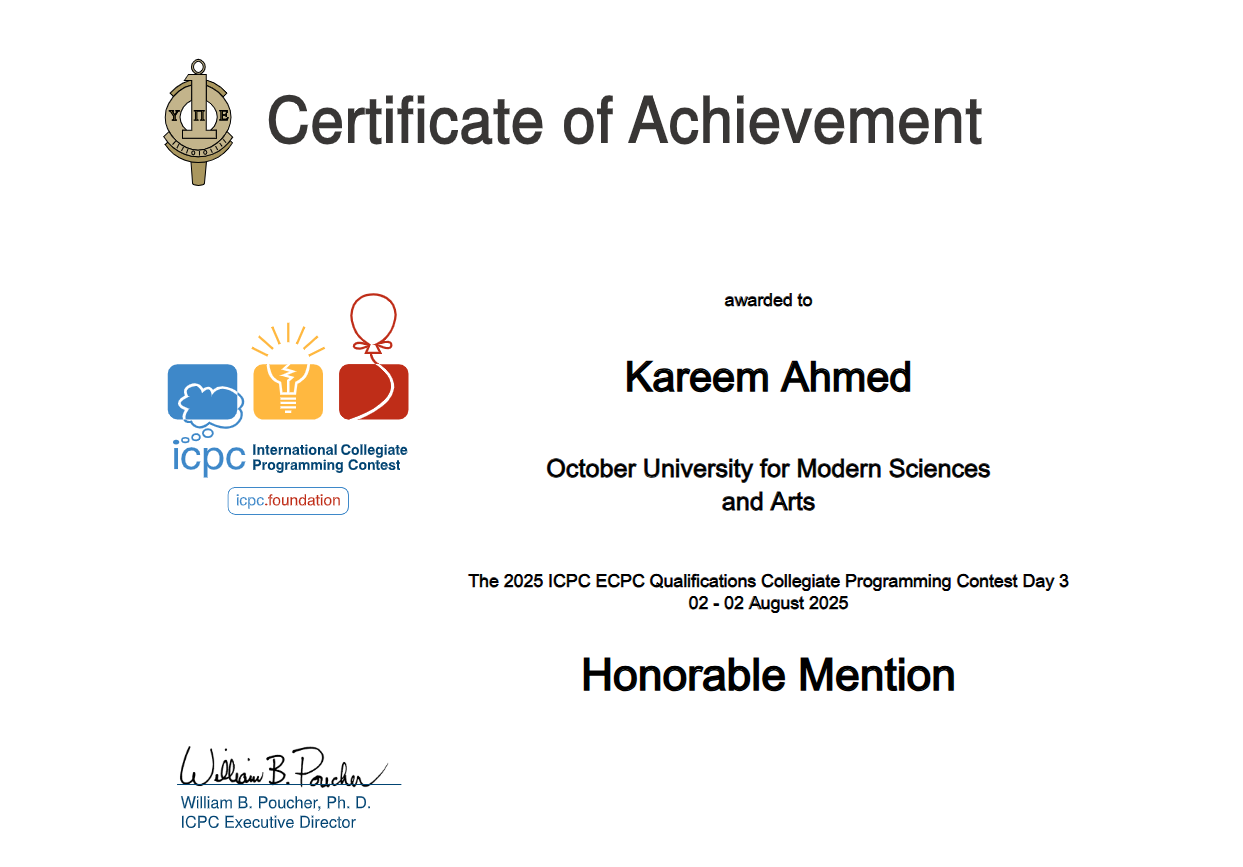 Υ Π Ε
Certificate of Achievement
awarded to
Kareem Ahmed
October University for Modern Sciences
and Arts
The 2025 ICPC ECPC Qualifications Collegiate Programming Contest Day 3
02 - 02 August 2025
Honorable Mention
icpc International Collegiate
Programming Contest
icpc.foundation
William B. Poucher
William B. Poucher, Ph. D.
ICPC Executive Director